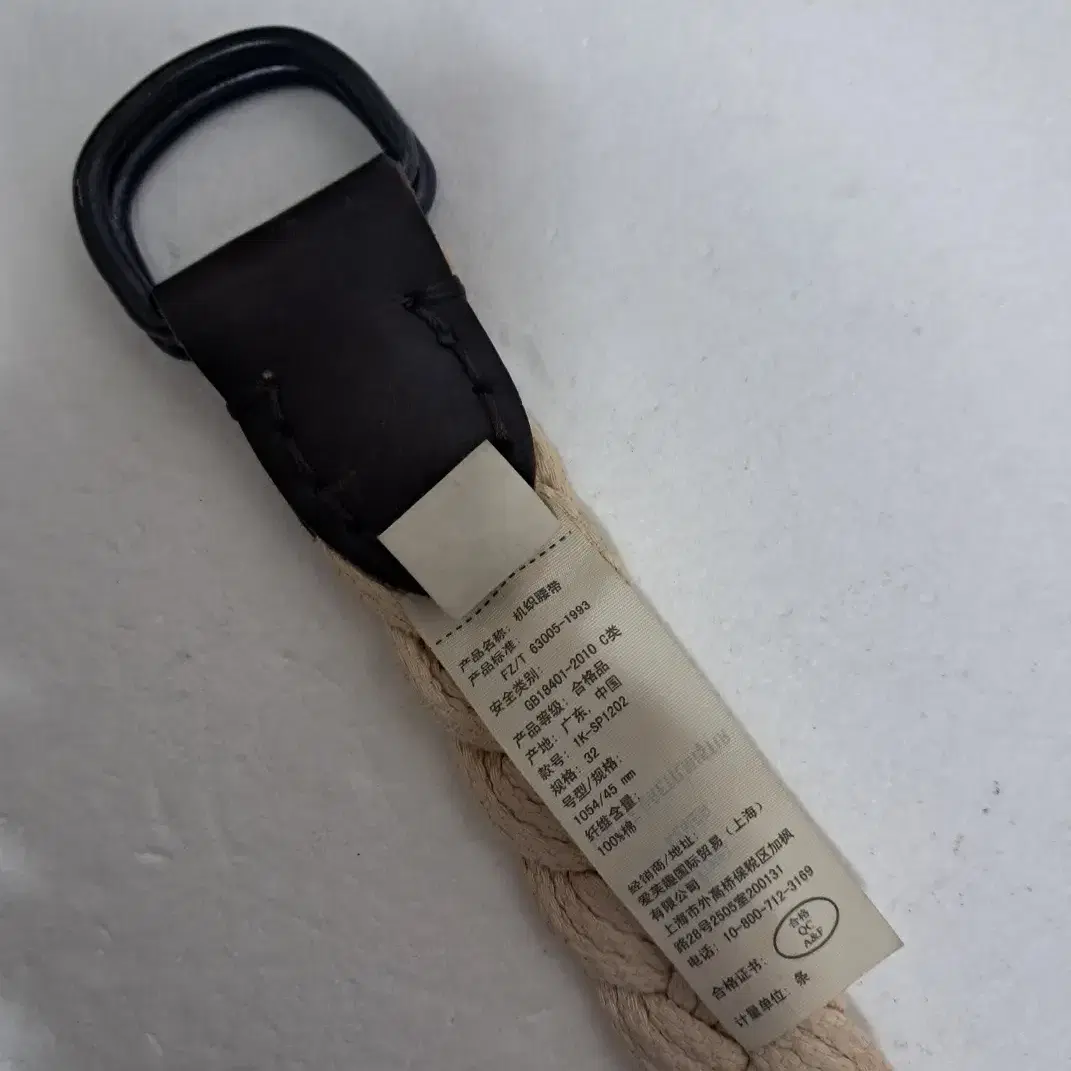 产品名称: 机织腰带
产品标准:
FZ/T 63005-1993
安全类别:
GB18401-2010 C类
产品等级: 合格品
产地: 广东, 中国
款号: 1K-SP1202
规格: 32
号型/规格:
1054/45 mm
纤维含量:
100%棉
经销商/地址:
爱芙趣国际贸易(上海)
有限公司
上海市外高桥保税区加枫
路28号2505室200131
电话: 10-800-712-3169
合格证书:
合格
QC
A&F
计量单位: 条